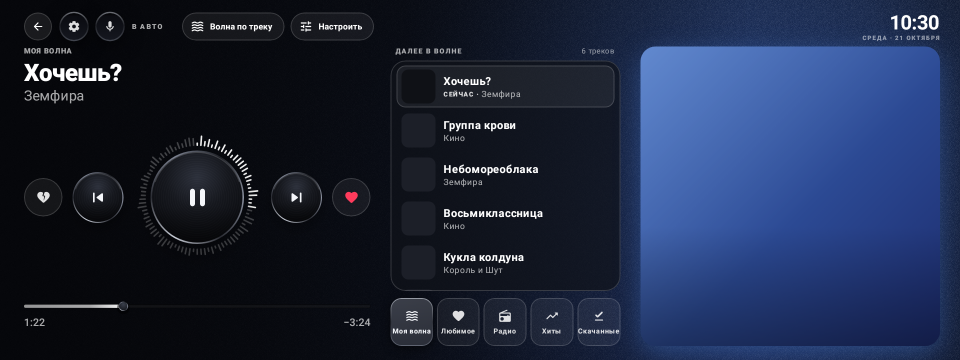 В АВТО
Волна по треку
Настроить
10:30
СРЕДА · 21 ОКТЯБРЯ
МОЯ ВОЛНА
Хочешь?
Земфира
1:22
−3:24
ДАЛЕЕ В ВОЛНЕ
6 треков
Хочешь?
СЕЙЧАС · Земфира
Группа крови
Кино
Небомореоблака
Земфира
Восьмиклассница
Кино
Кукла колдуна
Король и Шут
Моя волна
Любимое
Радио
Хиты
Скачанные